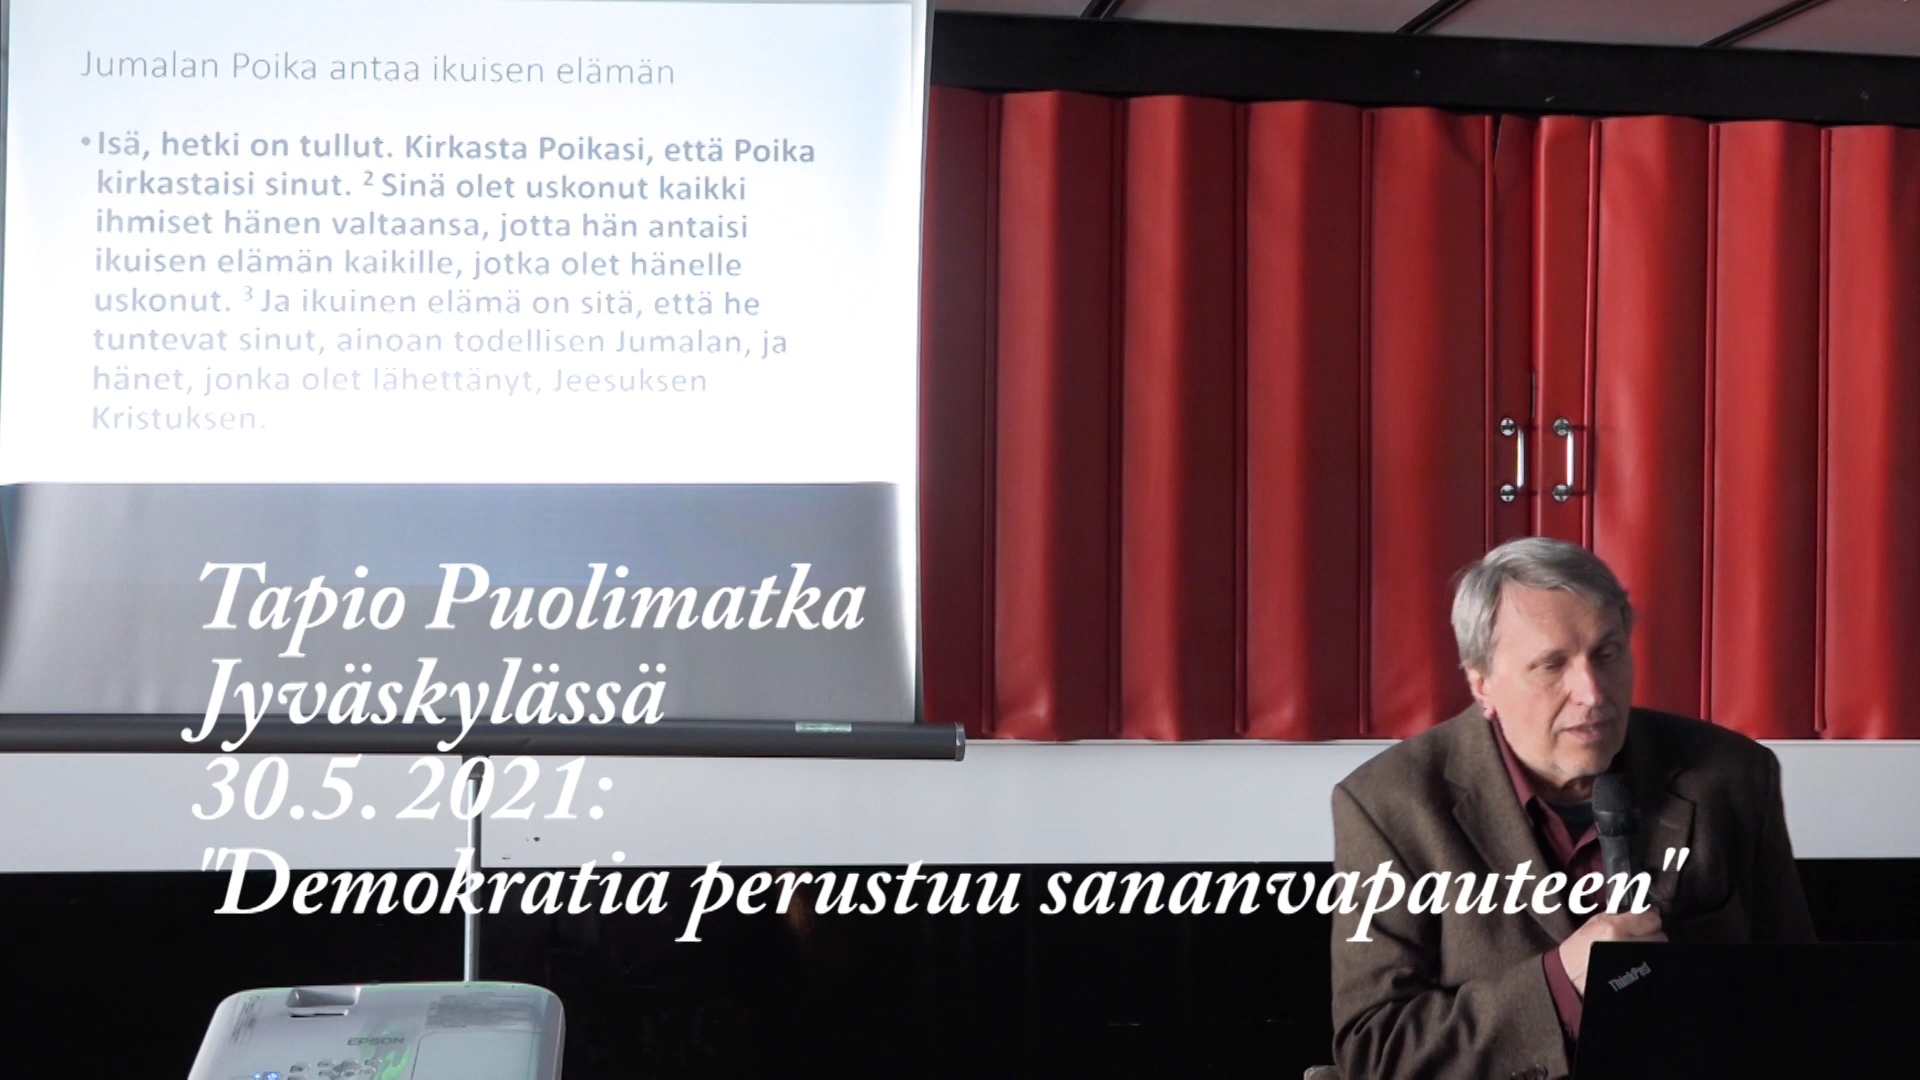 Jumalan Poika antaa ikuisen elämän
• Isä, hetki on tullut. Kirkasta Poikasi, että Poika
kirkastaisi sinut. ² Sinä olet uskonut kaikki
ihmiset hänen valtaansa, jotta hän antaisi
ikuisen elämän kaikille, jotka olet hänelle
uskonut. ³ Ja ikuinen elämä on sitä, että he
tuntevat sinut, ainoan todellisen Jumalan, ja
hänet, jonka olet lähettänyt, Jeesuksen
Kristuksen.
Tapio Puolimatka
Jyväskylässä
30.5. 2021:
"Demokratia perustuu sananvapauteen"
ThinkPad
EPSON